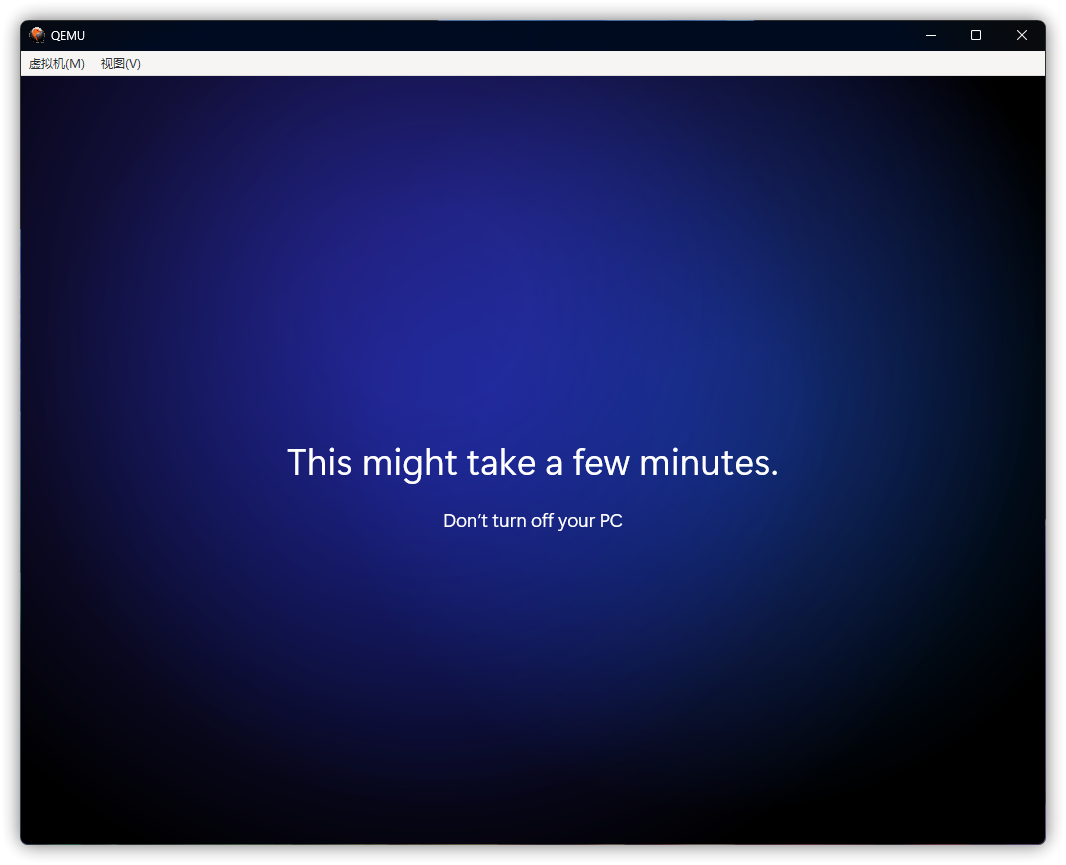 QEMU
虚拟机(M) 视图(V)
This might take a few minutes.
Don't turn off your PC